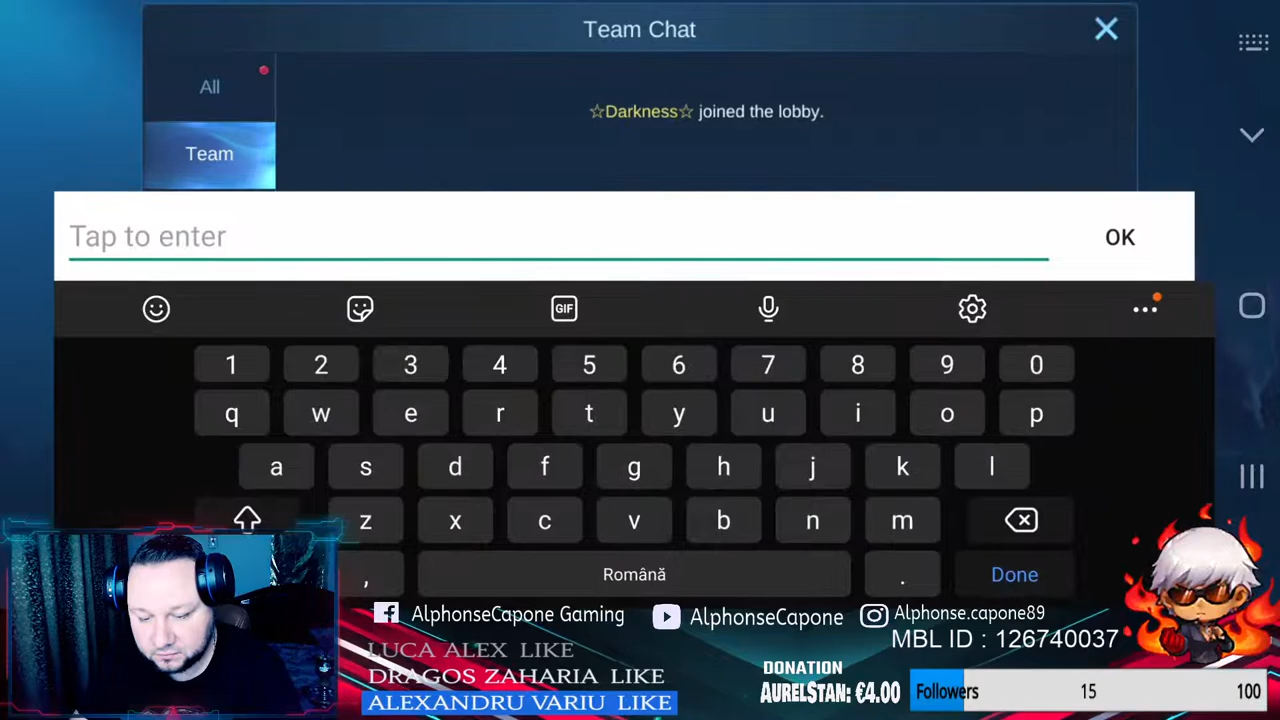 Team Chat
All
☆Darkness☆ joined the lobby.
Team
Tap to enter
OK
GIF
1 2 3 4 5 6 7 8 9 0
q w e r t y u i o p
a s d f g h j k l
z x c v b n m
, Română . Done
AlphonseCapone Gaming AlphonseCapone Alphonse.capone89
MBL ID : 126740037
LUCA ALEX LIKE
DRAGOS ZAHARIA LIKE
ALEXANDRU VARIU LIKE
DONATION
AURELSTAN: €4.00
Followers 15 100